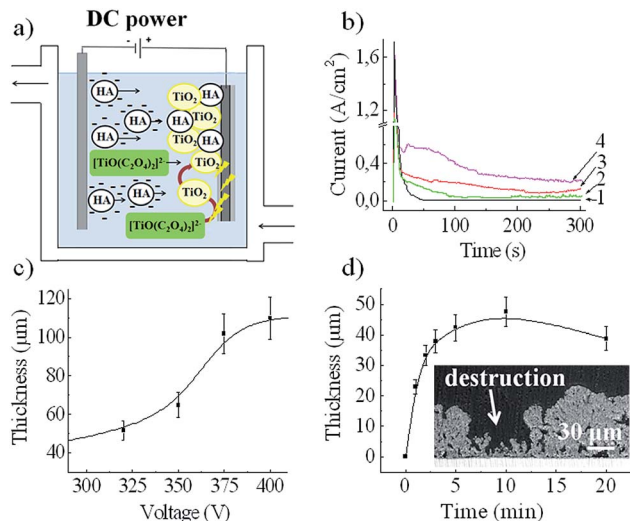 a)
DC power
- +
HA
TiO₂
HA
HA
TiO₂
HA
HA
TiO₂
HA
[TiO(C₂O₄)₂]²⁻
TiO₂
HA
HA
TiO₂
[TiO(C₂O₄)₂]²⁻
b)
Current (A/cm²)
1,6
1,2
0,4
0,0
4
3
2
1
0 100 200 300
Time (s)
c)
Thickness (µm)
120
100
80
60
40
300 325 350 375 400
Voltage (V)
d)
Thickness (µm)
50
40
30
20
10
0
destruction
30 µm
0 5 10 15 20
Time (min)